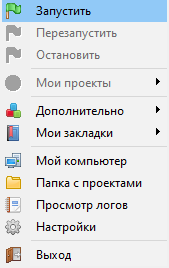 Запустить
Перезапустить
Остановить
Мои проекты
Дополнительно
Мои закладки
Мой компьютер
Папка с проектами
Просмотр логов
Настройки
Выход